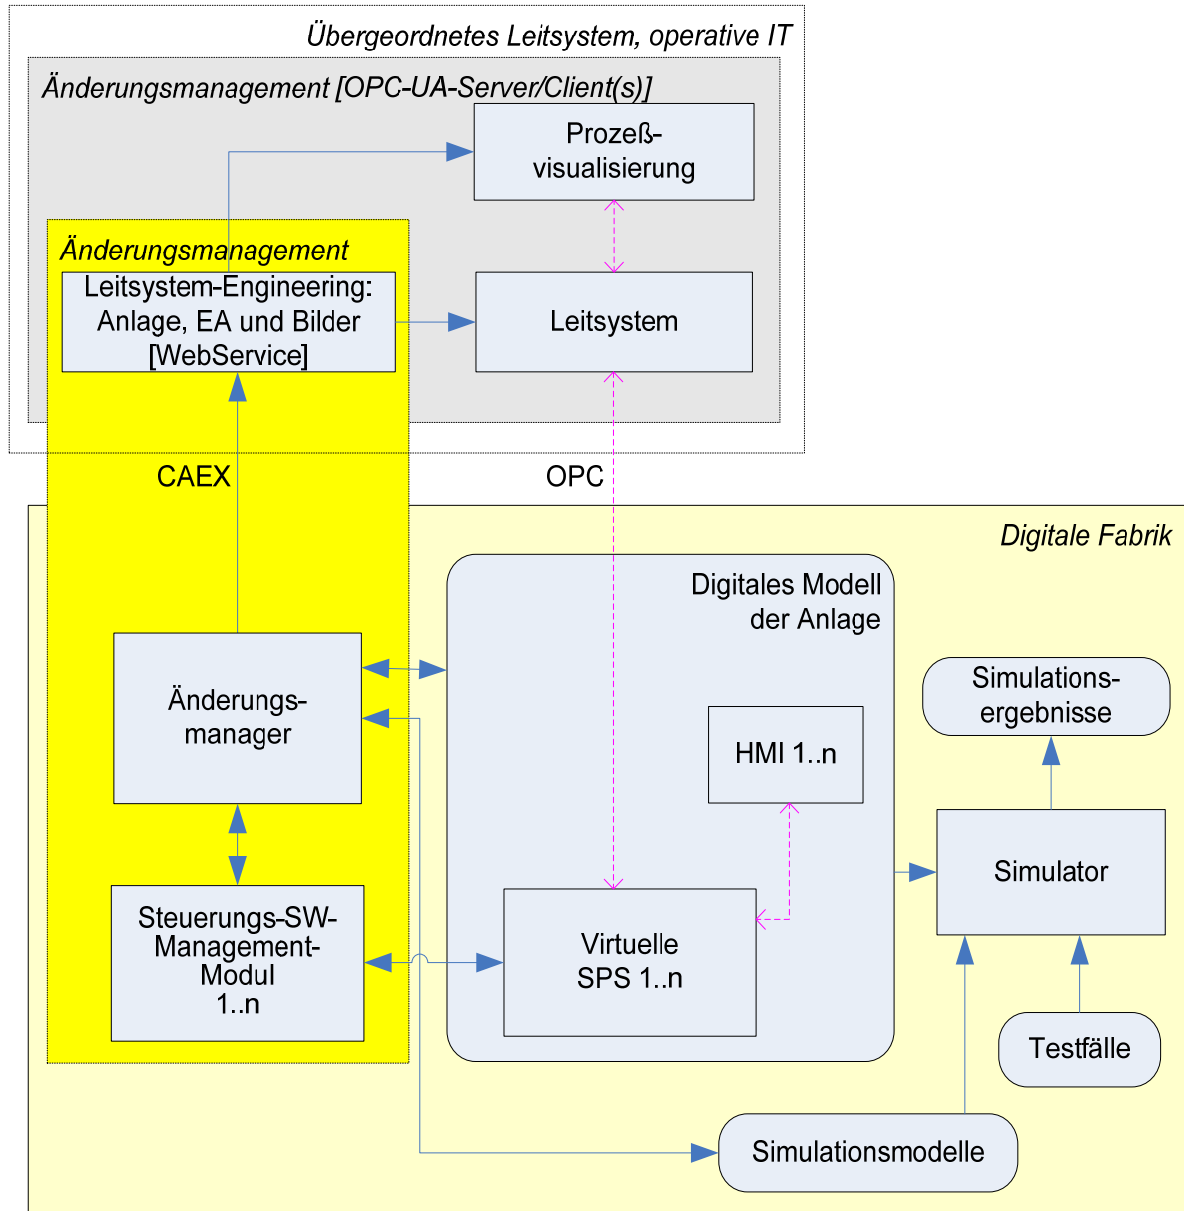 Übergeordnetes Leitsystem, operative IT
Änderungsmanagement [OPC-UA-Server/Client(s)]
Prozeß-
visualisierung
Änderungsmanagement
Leitsystem-Engineering:
Anlage, EA und Bilder
[WebService]
Leitsystem
CAEX
OPC
Digitale Fabrik
Digitales Modell
der Anlage
Änderungs-
manager
HMI 1..n
Simulations-
ergebnisse
Simulator
Steuerungs-SW-
Management-
Modul
1..n
Virtuelle
SPS 1..n
Testfälle
Simulationsmodelle